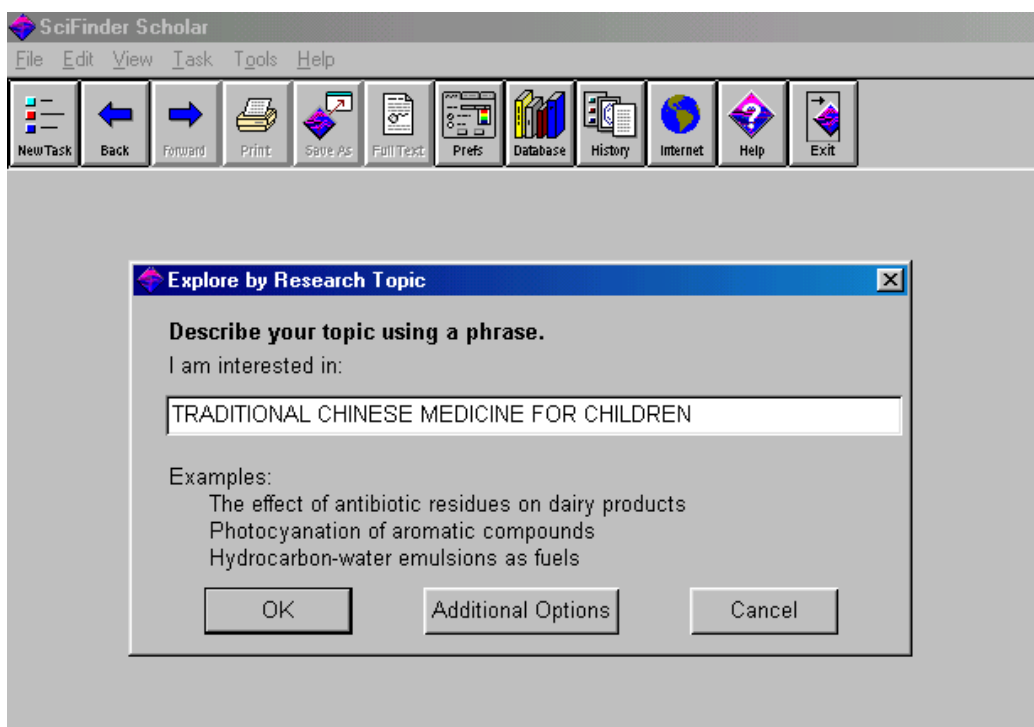 SciFinder Scholar
File Edit View Task Tools Help
New Task Back Forward Print Save As Full Text Prefs Database History Internet Help Exit
Explore by Research Topic
Describe your topic using a phrase.
I am interested in:
TRADITIONAL CHINESE MEDICINE FOR CHILDREN
Examples:
The effect of antibiotic residues on dairy products
Photocyanation of aromatic compounds
Hydrocarbon-water emulsions as fuels
OK Additional Options Cancel